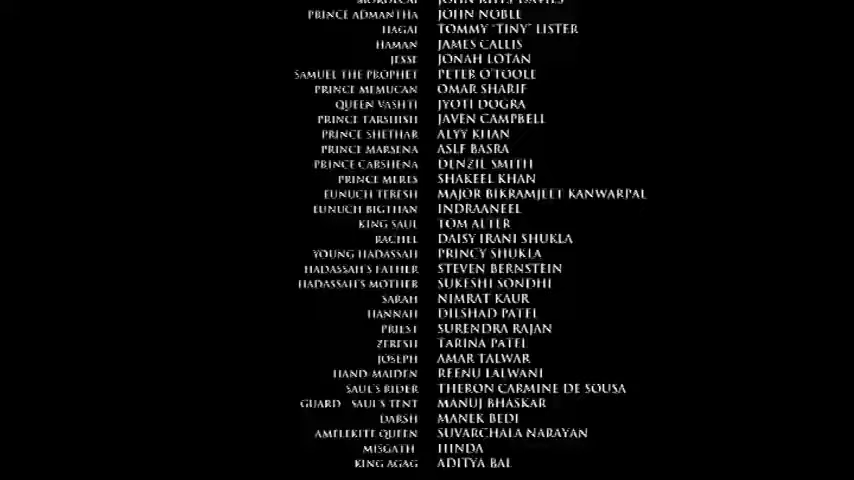 MORDECAI JOHN RHYS-DAVIES
PRINCE ADMANTHA JOHN NOBLE
HAGAI TOMMY "TINY" LISTER
HAMAN JAMES CALLIS
JESSE JONAH LOTAN
SAMUEL THE PROPHET PETER O'TOOLE
PRINCE MEMUCAN OMAR SHARIF
QUEEN VASHTI JYOTI DOGRA
PRINCE TARSHISH JAVEN CAMPBELL
PRINCE SHETHAR ALYY KHAN
PRINCE MARSENA ASIF BASRA
PRINCE CARSHENA DENZIL SMITH
PRINCE MERES SHAKEEL KHAN
EUNUCH TERESH MAJOR BIKRAMJEET KANWARPAL
EUNUCH BIGTHAN INDRAANEEL
KING SAUL TOM ALTER
RACHEL DAISY IRANI SHUKLA
YOUNG HADASSAH PRINCY SHUKLA
HADASSAH'S FATHER STEVEN BERNSTEIN
HADASSAH'S MOTHER SUKESHI SONDHI
SARAH NIMRAT KAUR
HANNAH DILSHAD PATEL
PRIEST SURENDRA RAJAN
ZERESH TARINA PATEL
JOSEPH AMAR TALWAR
HAND-MAIDEN REENU LALWANI
SAUL'S RIDER THERON CARMINE DE SOUSA
GUARD - SAUL'S TENT MANUJ BHASKAR
DARSH MANEK BEDI
AMELEKITE QUEEN SUVARCHALA NARAYAN
MISGATH HINDA
KING AGAG ADITYA BAL